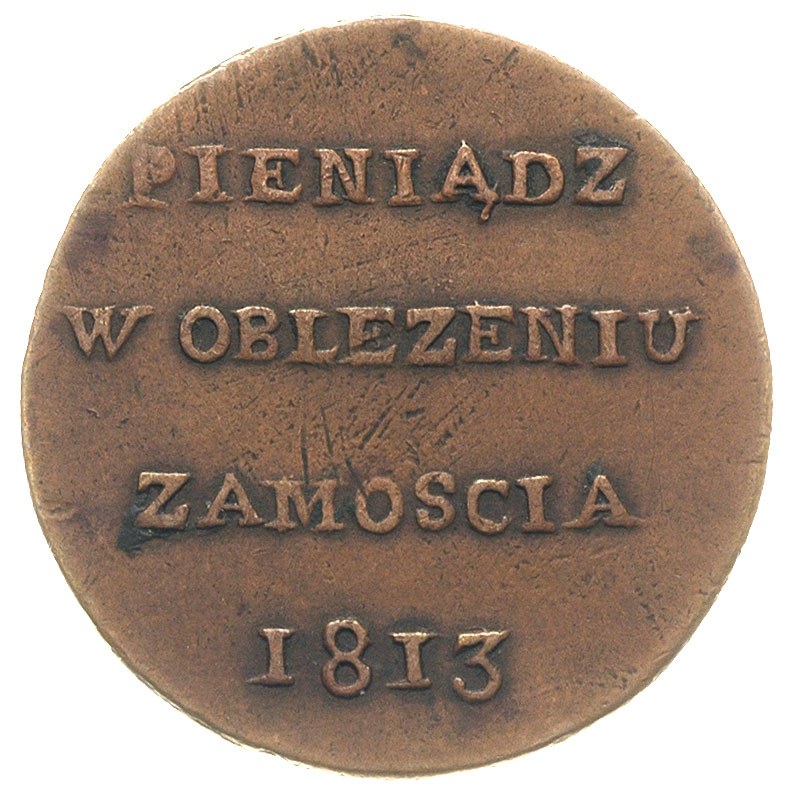 PIENIĄDZ
W OBLEZENIU
ZAMOSCIA
1813